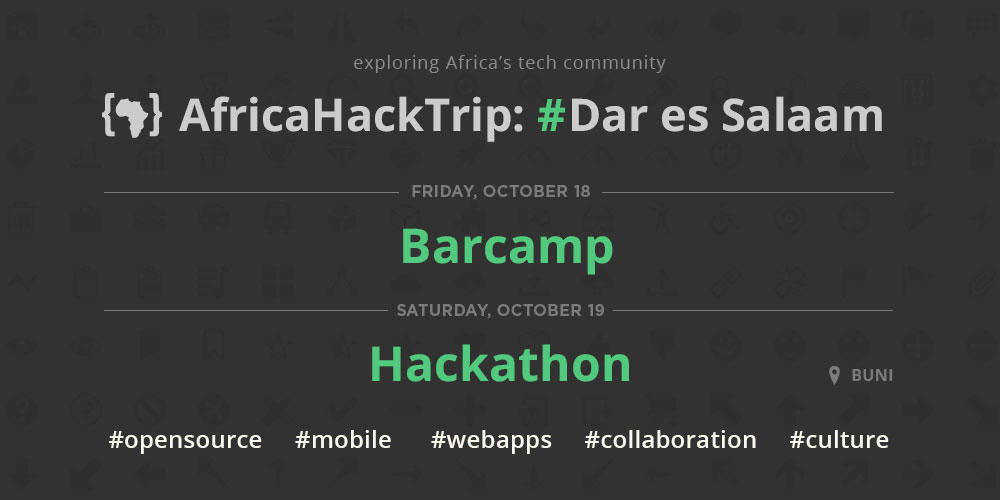 exploring Africa’s tech community
{ } AfricaHackTrip: #Dar es Salaam
FRIDAY, OCTOBER 18
Barcamp
SATURDAY, OCTOBER 19
Hackathon
BUNI
#opensource #mobile #webapps #collaboration #culture